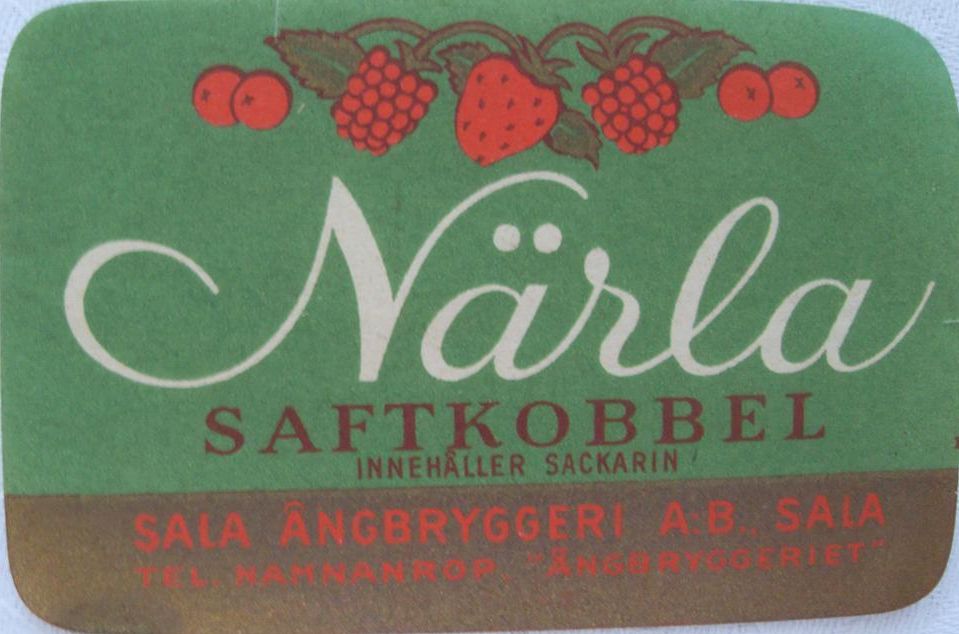 Närla
SAFTKOBBEL
INNEHÅLLER SACKARIN
SALA ÅNGBRYGGERI A.-B., SALA
TEL. NAMNANROP, "ÅNGBRYGGERIET"